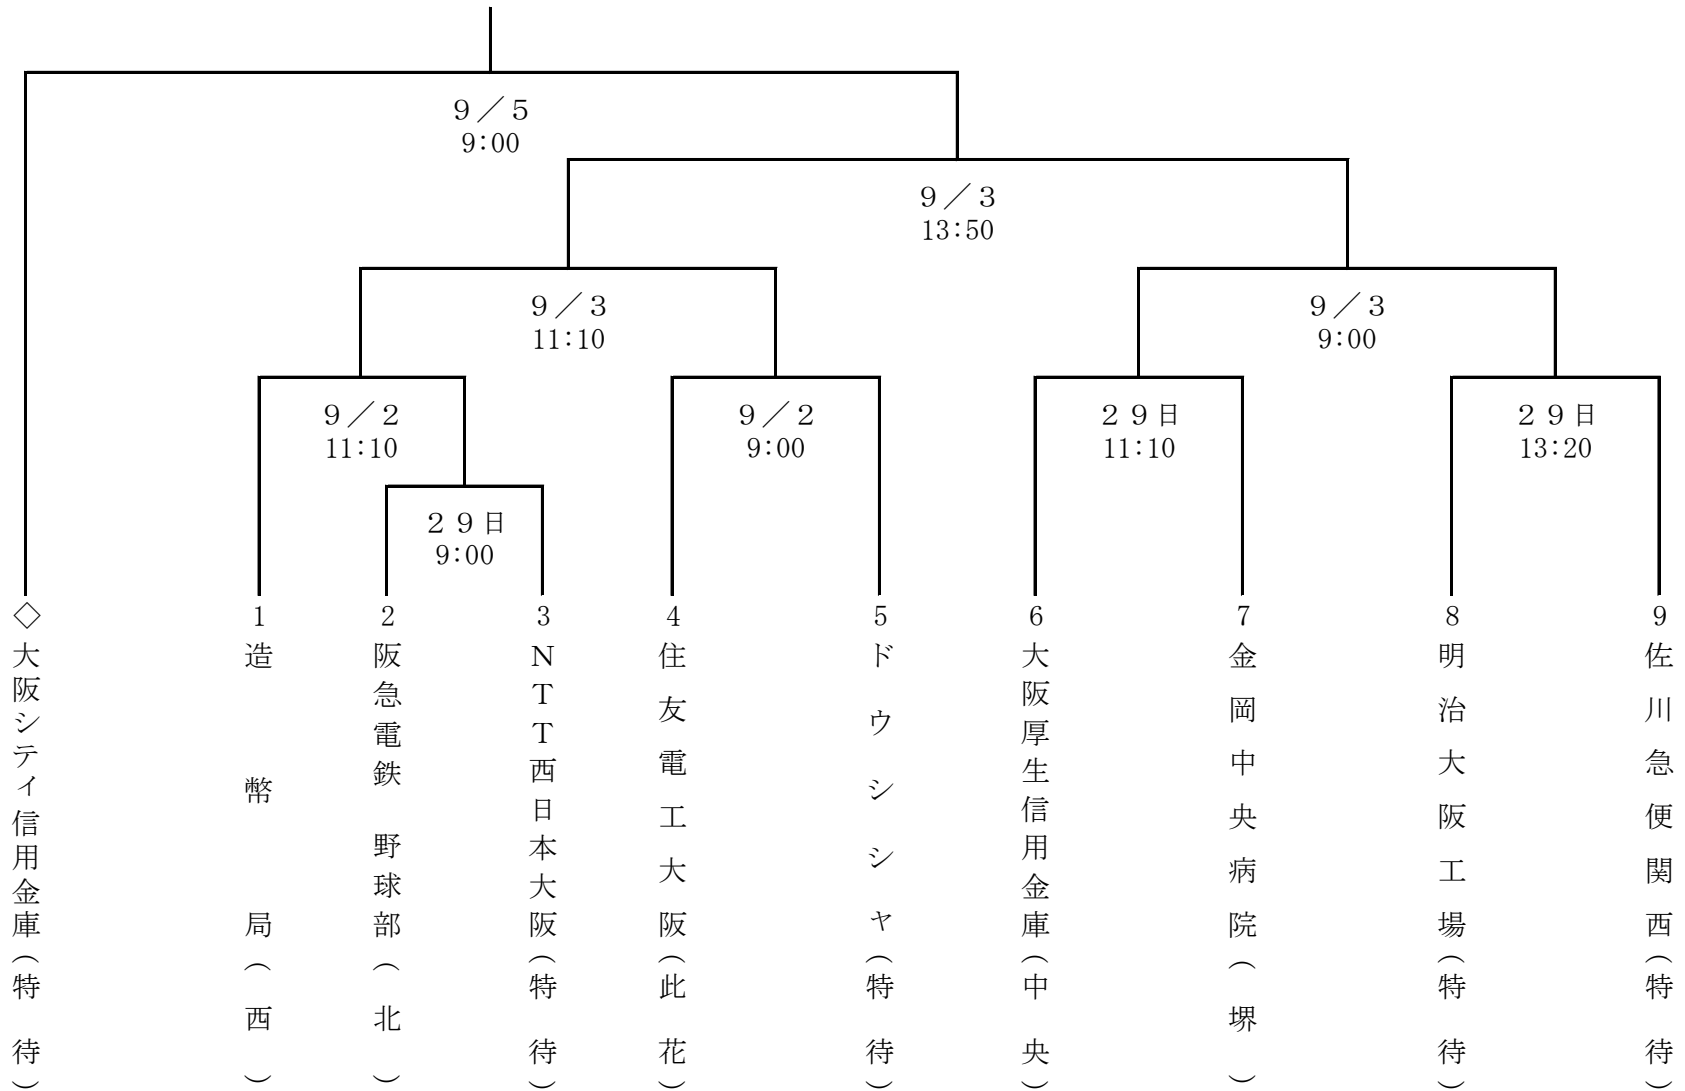 ９／５
9:00
９／３
13:50
９／３
11:10
９／３
9:00
９／２
11:10
９／２
9:00
２９日
11:10
２９日
13:20
２９日
9:00
◇大阪シティ信用金庫（特待）
1造幣局（西）
2阪急電鉄 野球部（北）
3NTT西日本大阪（特待）
4住友電工大阪（此花）
5ドウシシャ（特待）
6大阪厚生信用金庫（中央）
7金岡中央病院（堺）
8明治大阪工場（特待）
9佐川急便関西（特待）